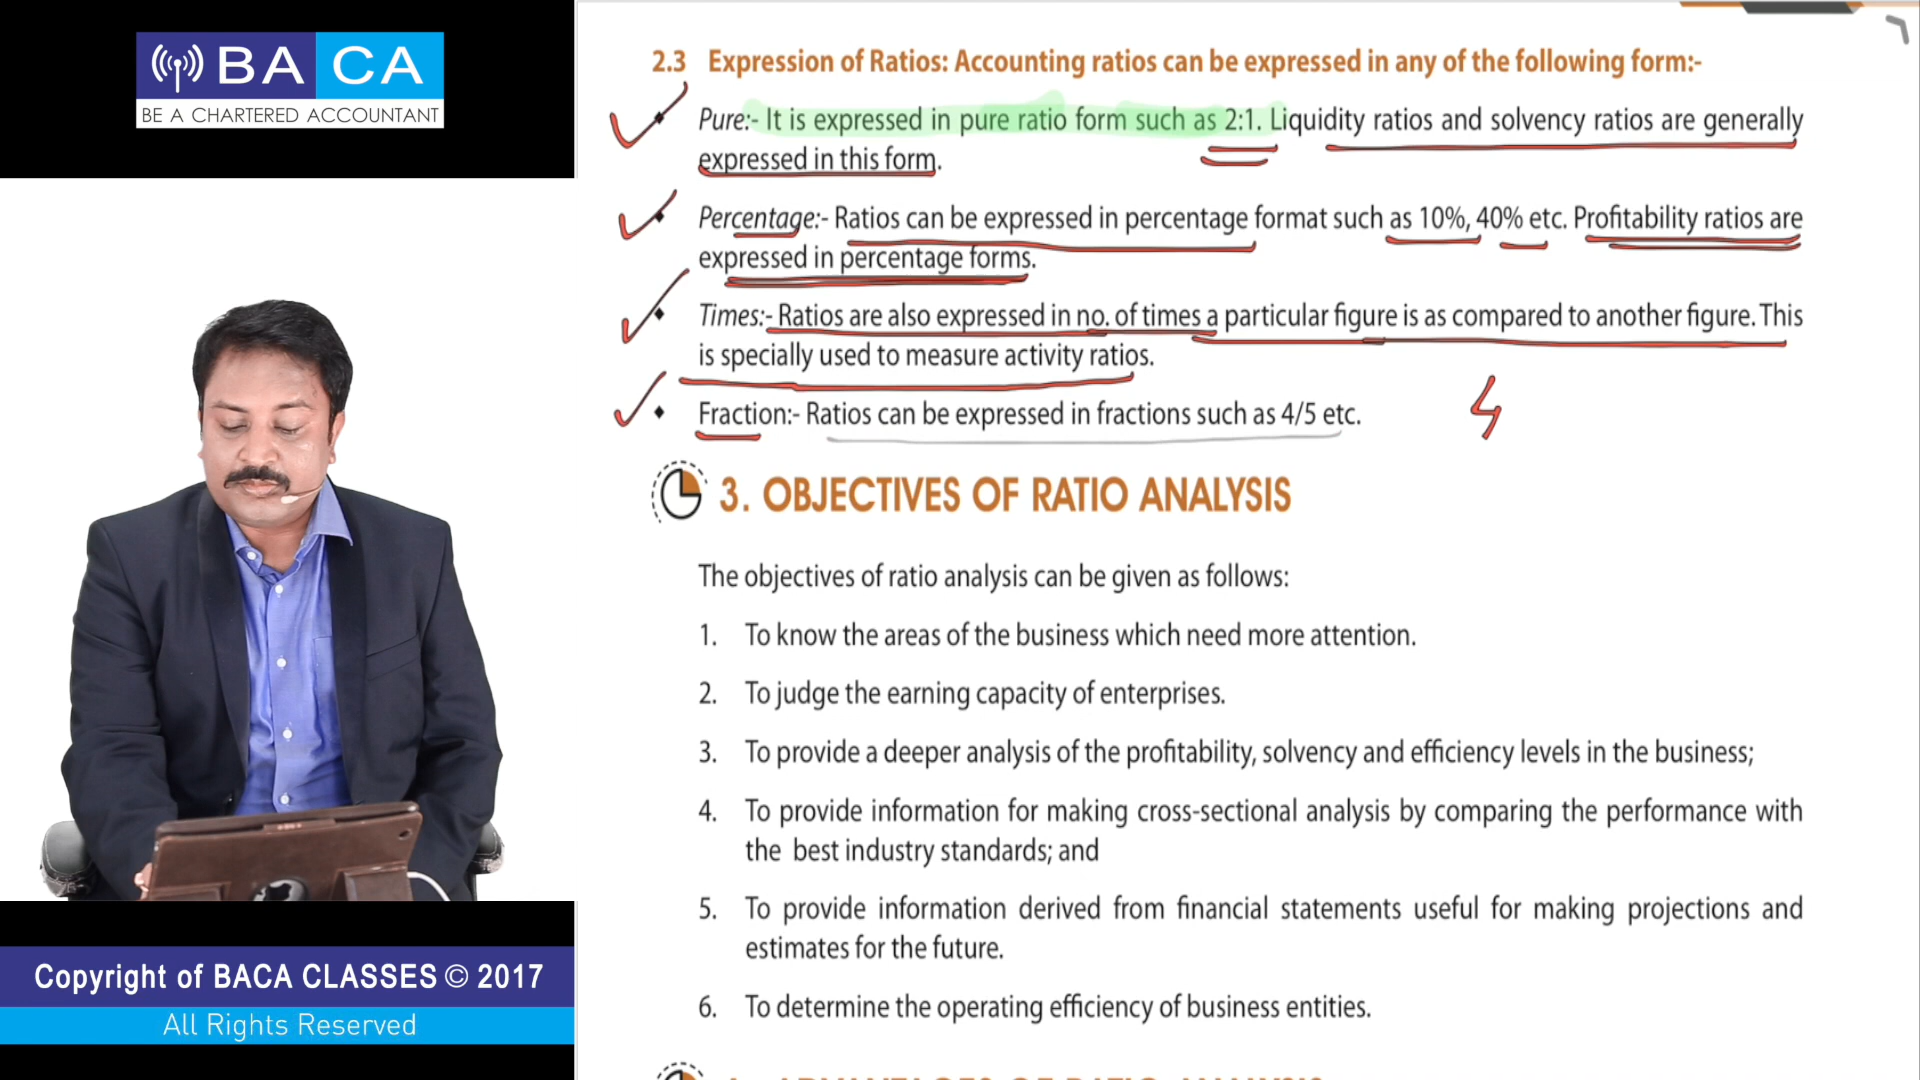 BA CA
BE A CHARTERED ACCOUNTANT
2.3 Expression of Ratios: Accounting ratios can be expressed in any of the following form:-
Pure:- It is expressed in pure ratio form such as 2:1. Liquidity ratios and solvency ratios are generally
expressed in this form.
Percentage:- Ratios can be expressed in percentage format such as 10%, 40% etc. Profitability ratios are
expressed in percentage forms.
Times:- Ratios are also expressed in no. of times a particular figure is as compared to another figure. This
is specially used to measure activity ratios.
Fraction:- Ratios can be expressed in fractions such as 4/5 etc.
4
3. OBJECTIVES OF RATIO ANALYSIS
The objectives of ratio analysis can be given as follows:
1. To know the areas of the business which need more attention.
2. To judge the earning capacity of enterprises.
3. To provide a deeper analysis of the profitability, solvency and efficiency levels in the business;
4. To provide information for making cross-sectional analysis by comparing the performance with
the best industry standards; and
5. To provide information derived from financial statements useful for making projections and
estimates for the future.
6. To determine the operating efficiency of business entities.
ADVANTAGES OF RATIO ANALYSIS
Copyright of BACA CLASSES © 2017
All Rights Reserved